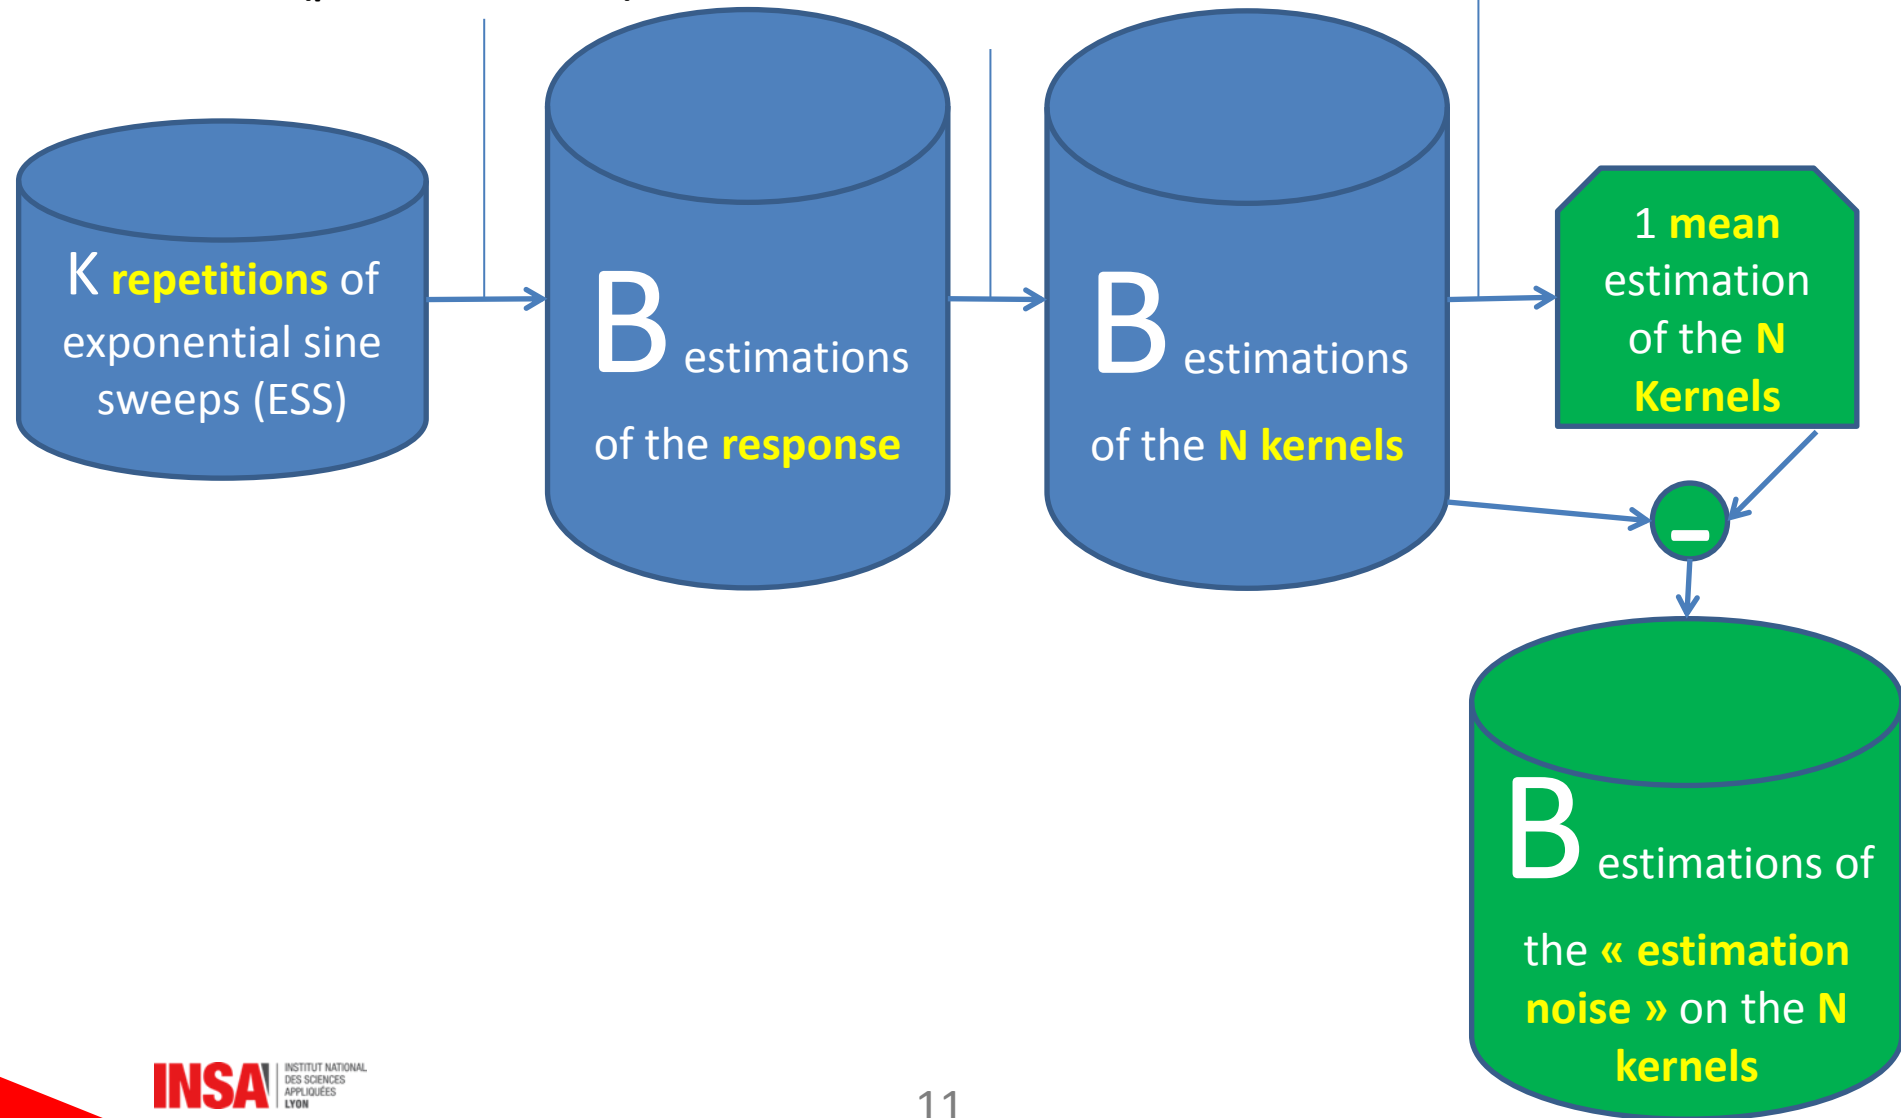 K repetitions of
exponential sine
sweeps (ESS)
B estimations
of the response
B estimations
of the N kernels
1 mean
estimation
of the N
Kernels
–
B estimations of
the « estimation
noise » on the N
kernels
INSA
INSTITUT NATIONAL
DES SCIENCES
APPLIQUÉES
LYON
11